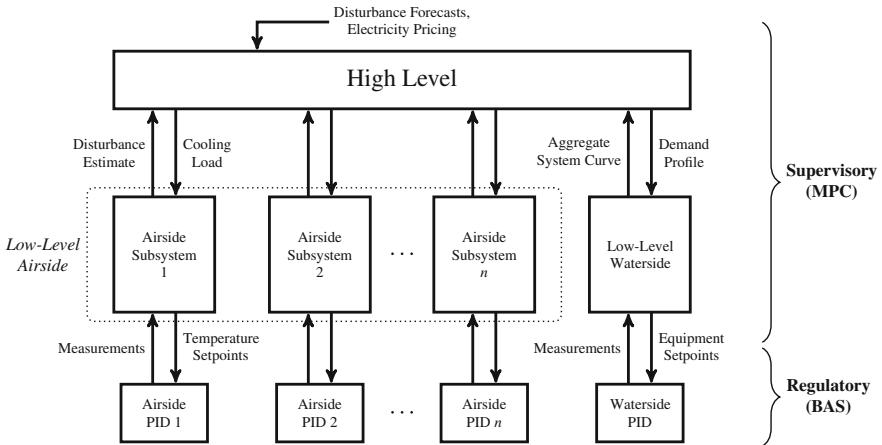 Disturbance Forecasts,
Electricity Pricing
High Level
Disturbance
Estimate
Cooling
Load
Aggregate
System Curve
Demand
Profile
Supervisory
(MPC)
Low-Level
Airside
Airside
Subsystem
1
Airside
Subsystem
2
...
Airside
Subsystem
n
Low-Level
Waterside
Measurements
Temperature
Setpoints
Measurements
Equipment
Setpoints
Airside
PID 1
Airside
PID 2
...
Airside
PID n
Waterside
PID
Regulatory
(BAS)